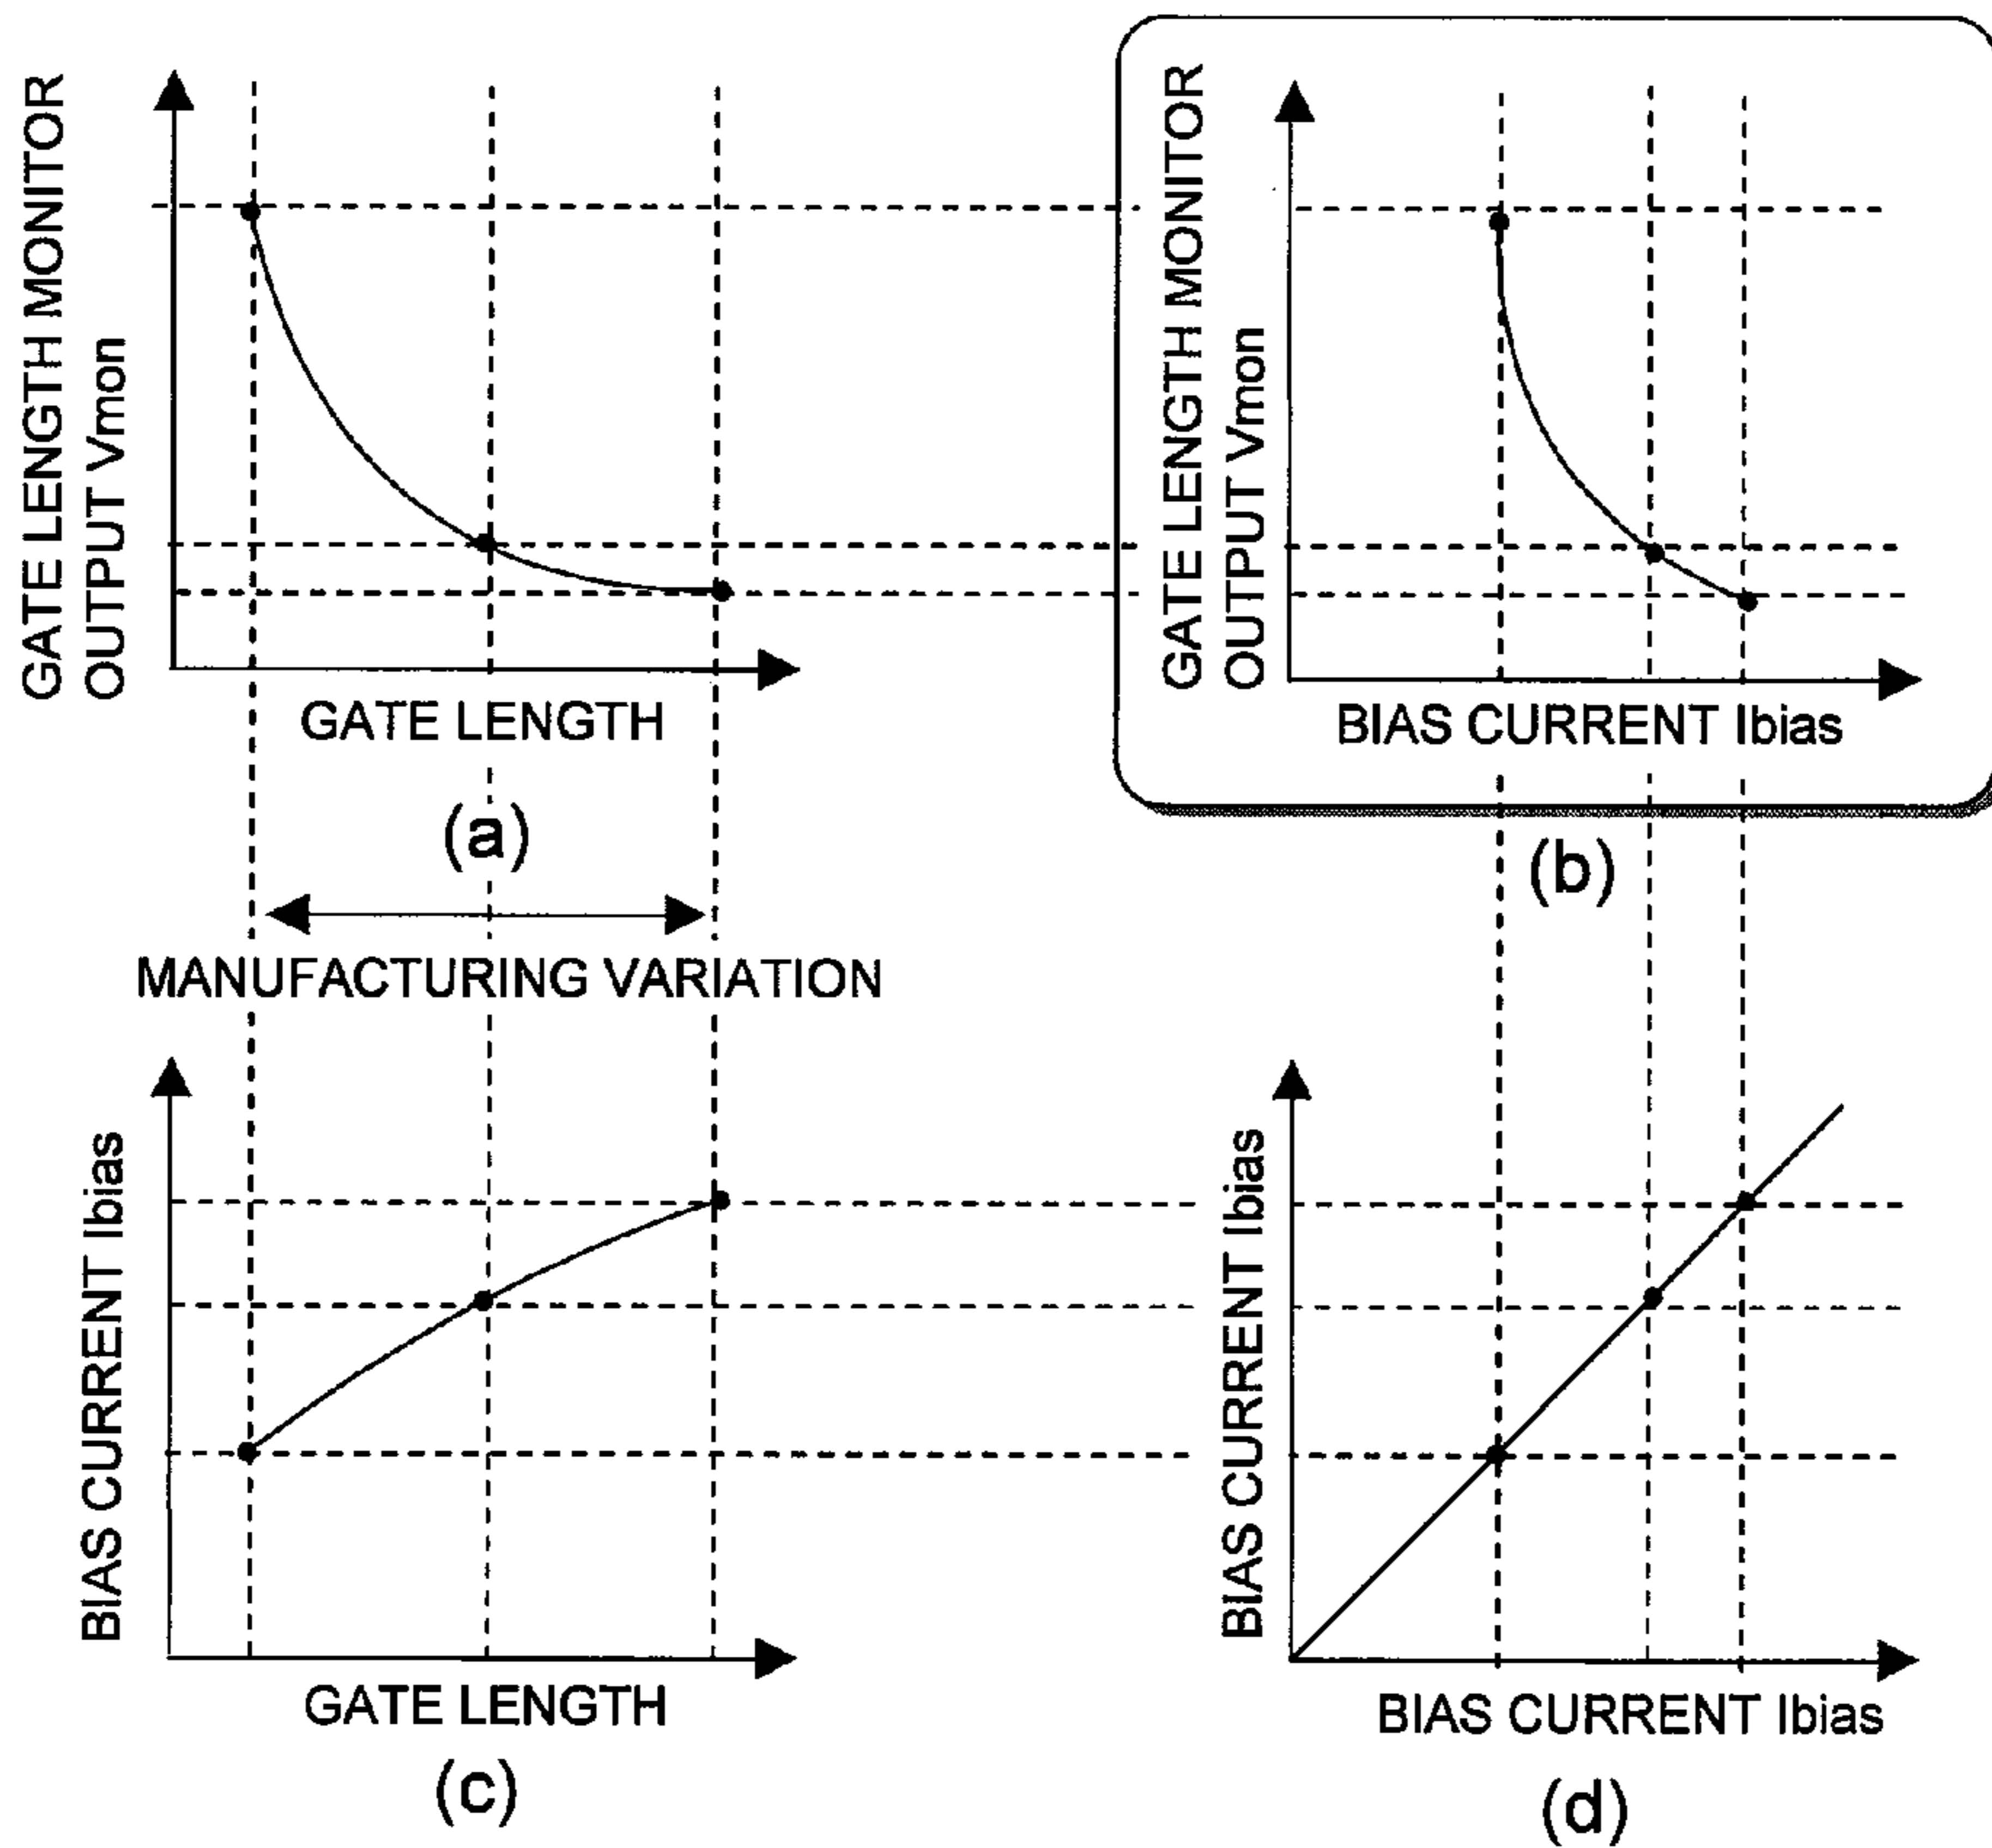 GATE LENGTH MONITOR
OUTPUT Vmon
GATE LENGTH
(a)
GATE LENGTH MONITOR
OUTPUT Vmon
BIAS CURRENT Ibias
(b)
MANUFACTURING VARIATION
BIAS CURRENT Ibias
GATE LENGTH
(c)
BIAS CURRENT Ibias
BIAS CURRENT Ibias
(d)